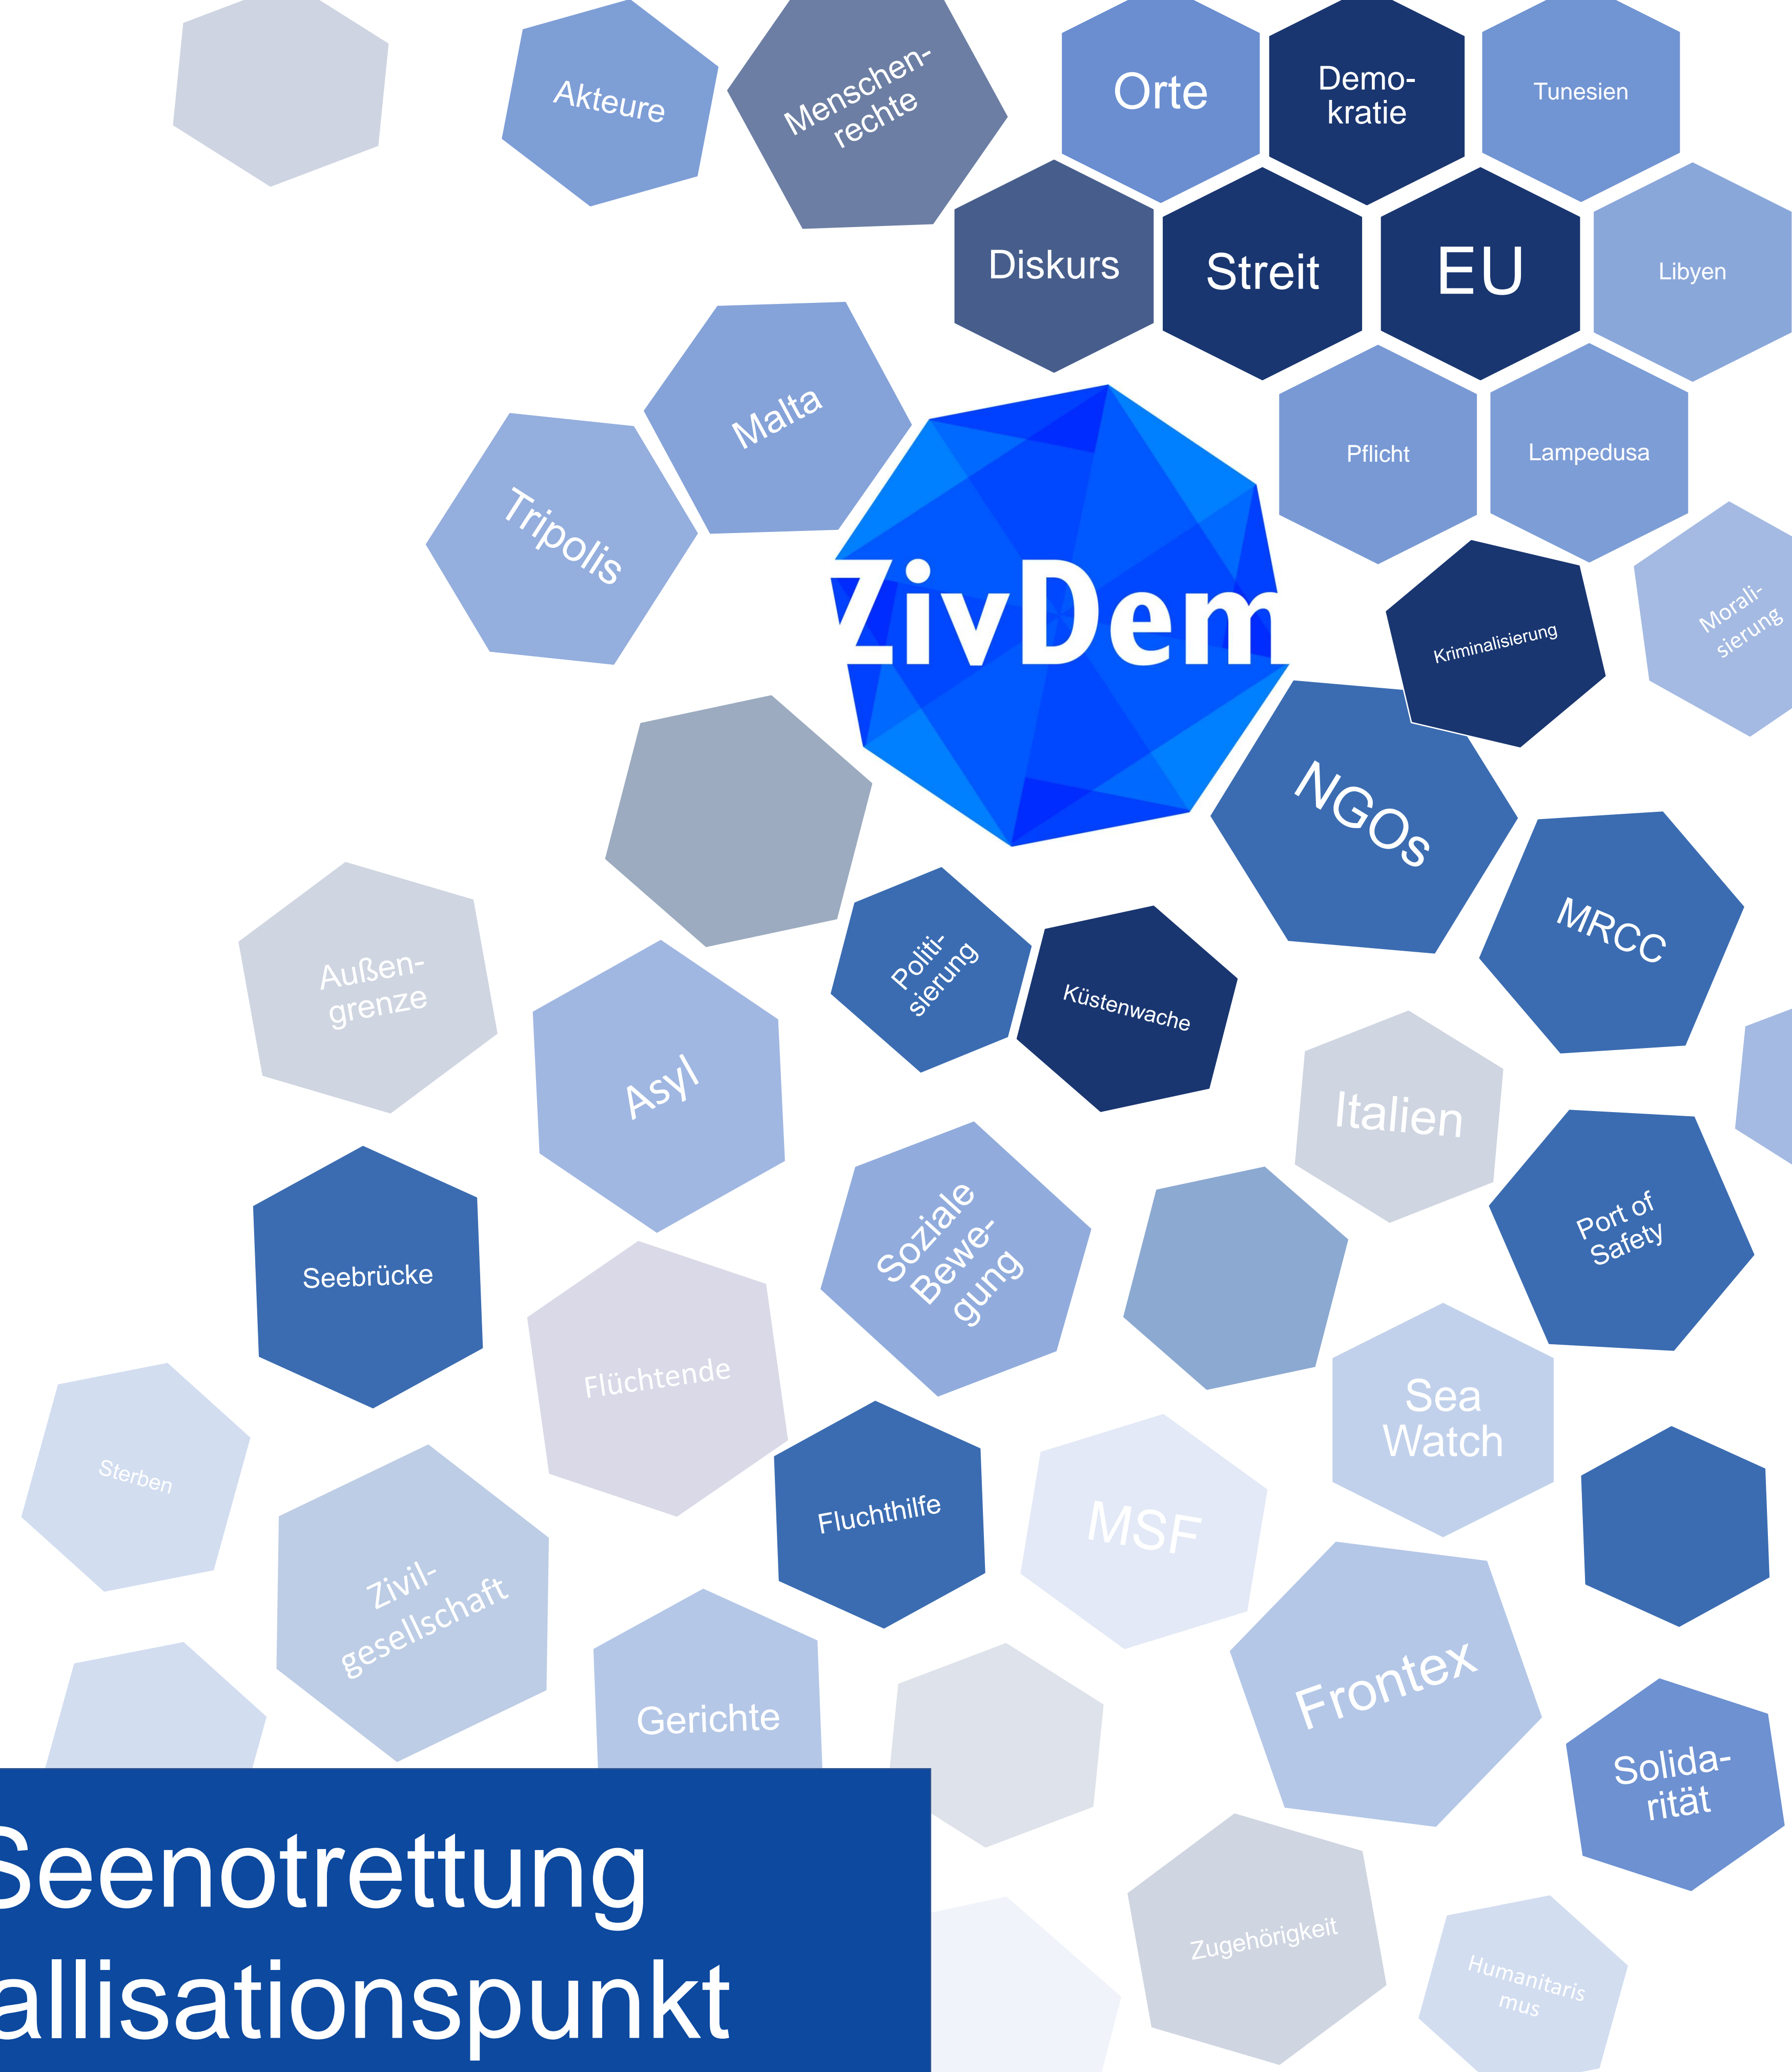 Akteure
Menschen-
rechte
Orte
Demo-
kratie
Tunesien
Diskurs
Streit
EU
Libyen
Malta
Pflicht
Lampedusa
Tripolis
ZivDem
Kriminalisierung
Morali-
sierung
NGOs
MRCC
Außen-
grenze
Politi-
sierung
Küstenwache
Asyl
Italien
Seebrücke
Soziale
Bewe-
gung
Port of
Safety
Flüchtende
Sea
Watch
Sterben
Fluchthilfe
MSF
Zivil-
gesellschaft
Gerichte
Frontex
Solida-
rität
Seenotrettung
allisationspunkt
Zugehörigkeit
Humanitaris
mus